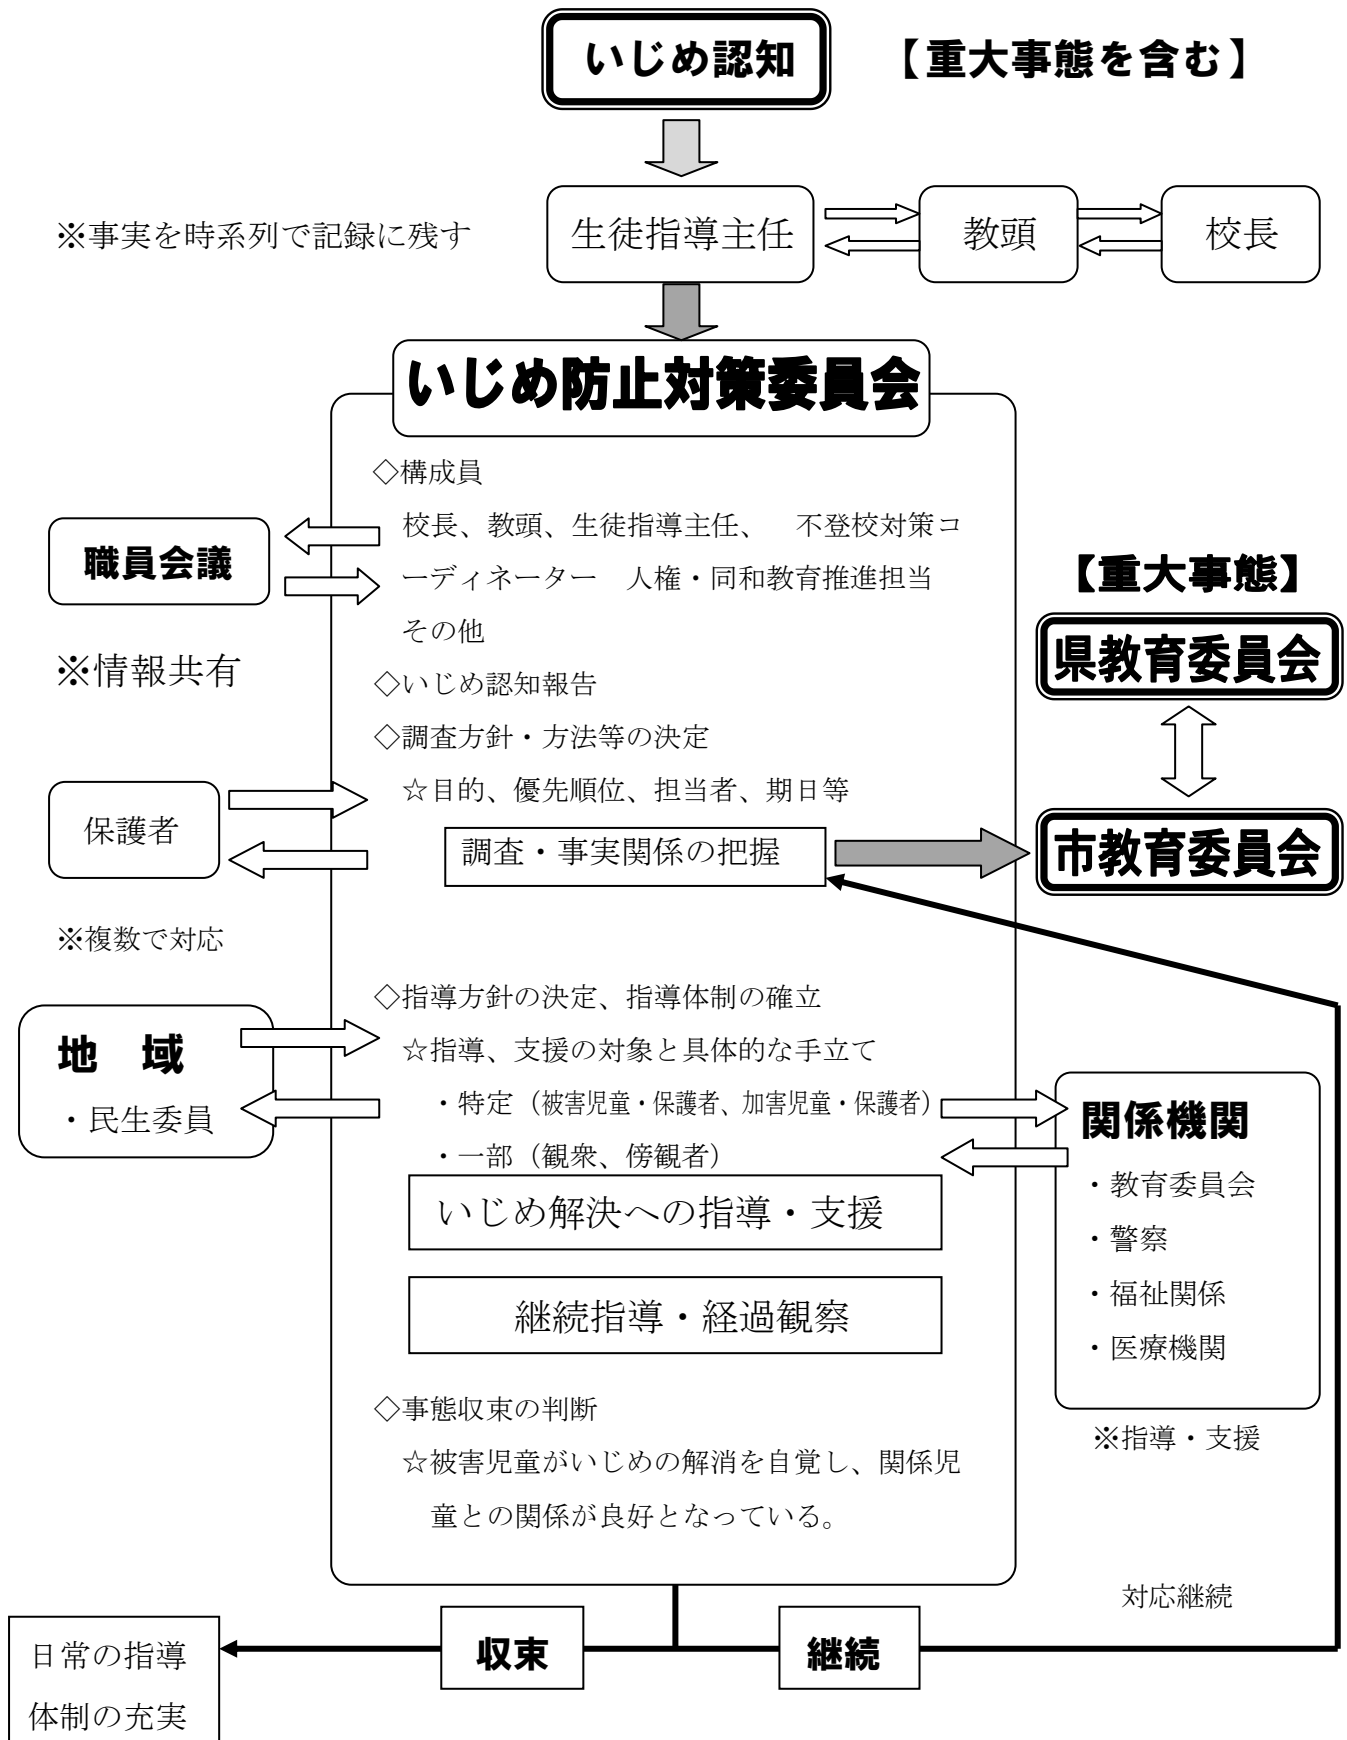 いじめ認知
【重大事態を含む】
※事実を時系列で記録に残す
生徒指導主任
教頭
校長
いじめ防止対策委員会
◇構成員
校長、教頭、生徒指導主任、　不登校対策コ
ーディネーター　人権・同和教育推進担当
その他
◇いじめ認知報告
◇調査方針・方法等の決定
☆目的、優先順位、担当者、期日等
調査・事実関係の把握
職員会議
※情報共有
保護者
※複数で対応
【重大事態】
県教育委員会
市教育委員会
◇指導方針の決定、指導体制の確立
☆指導、支援の対象と具体的な手立て
・特定（被害児童・保護者、加害児童・保護者）
・一部（観衆、傍観者）
いじめ解決への指導・支援
継続指導・経過観察
地　域
・民生委員
関係機関
・教育委員会
・警察
・福祉関係
・医療機関
※指導・支援
◇事態収束の判断
☆被害児童がいじめの解消を自覚し、関係児
童との関係が良好となっている。
対応継続
収束
継続
日常の指導
体制の充実